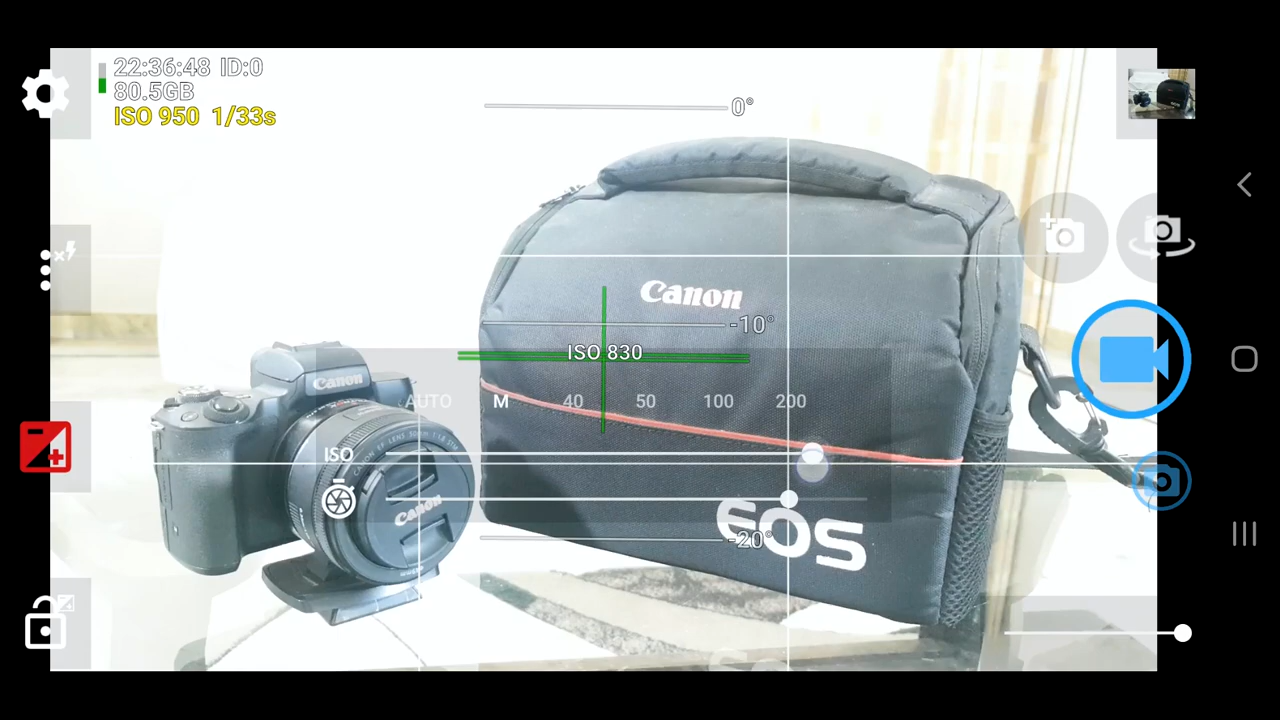 22:36:48 ID:0
80.5GB
ISO 950 1/33s
0°
Canon
-10°
ISO 830
Canon
AUTO M 40 50 100 200
ISO
Canon
EOS
-20°